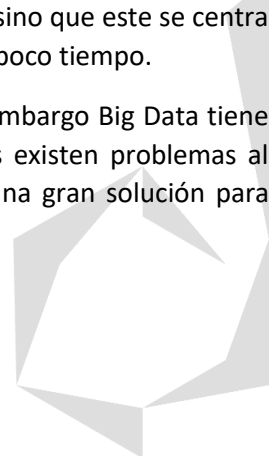 sino que este se centra
poco tiempo.
mbargo Big Data tiene
s existen problemas al
na gran solución para